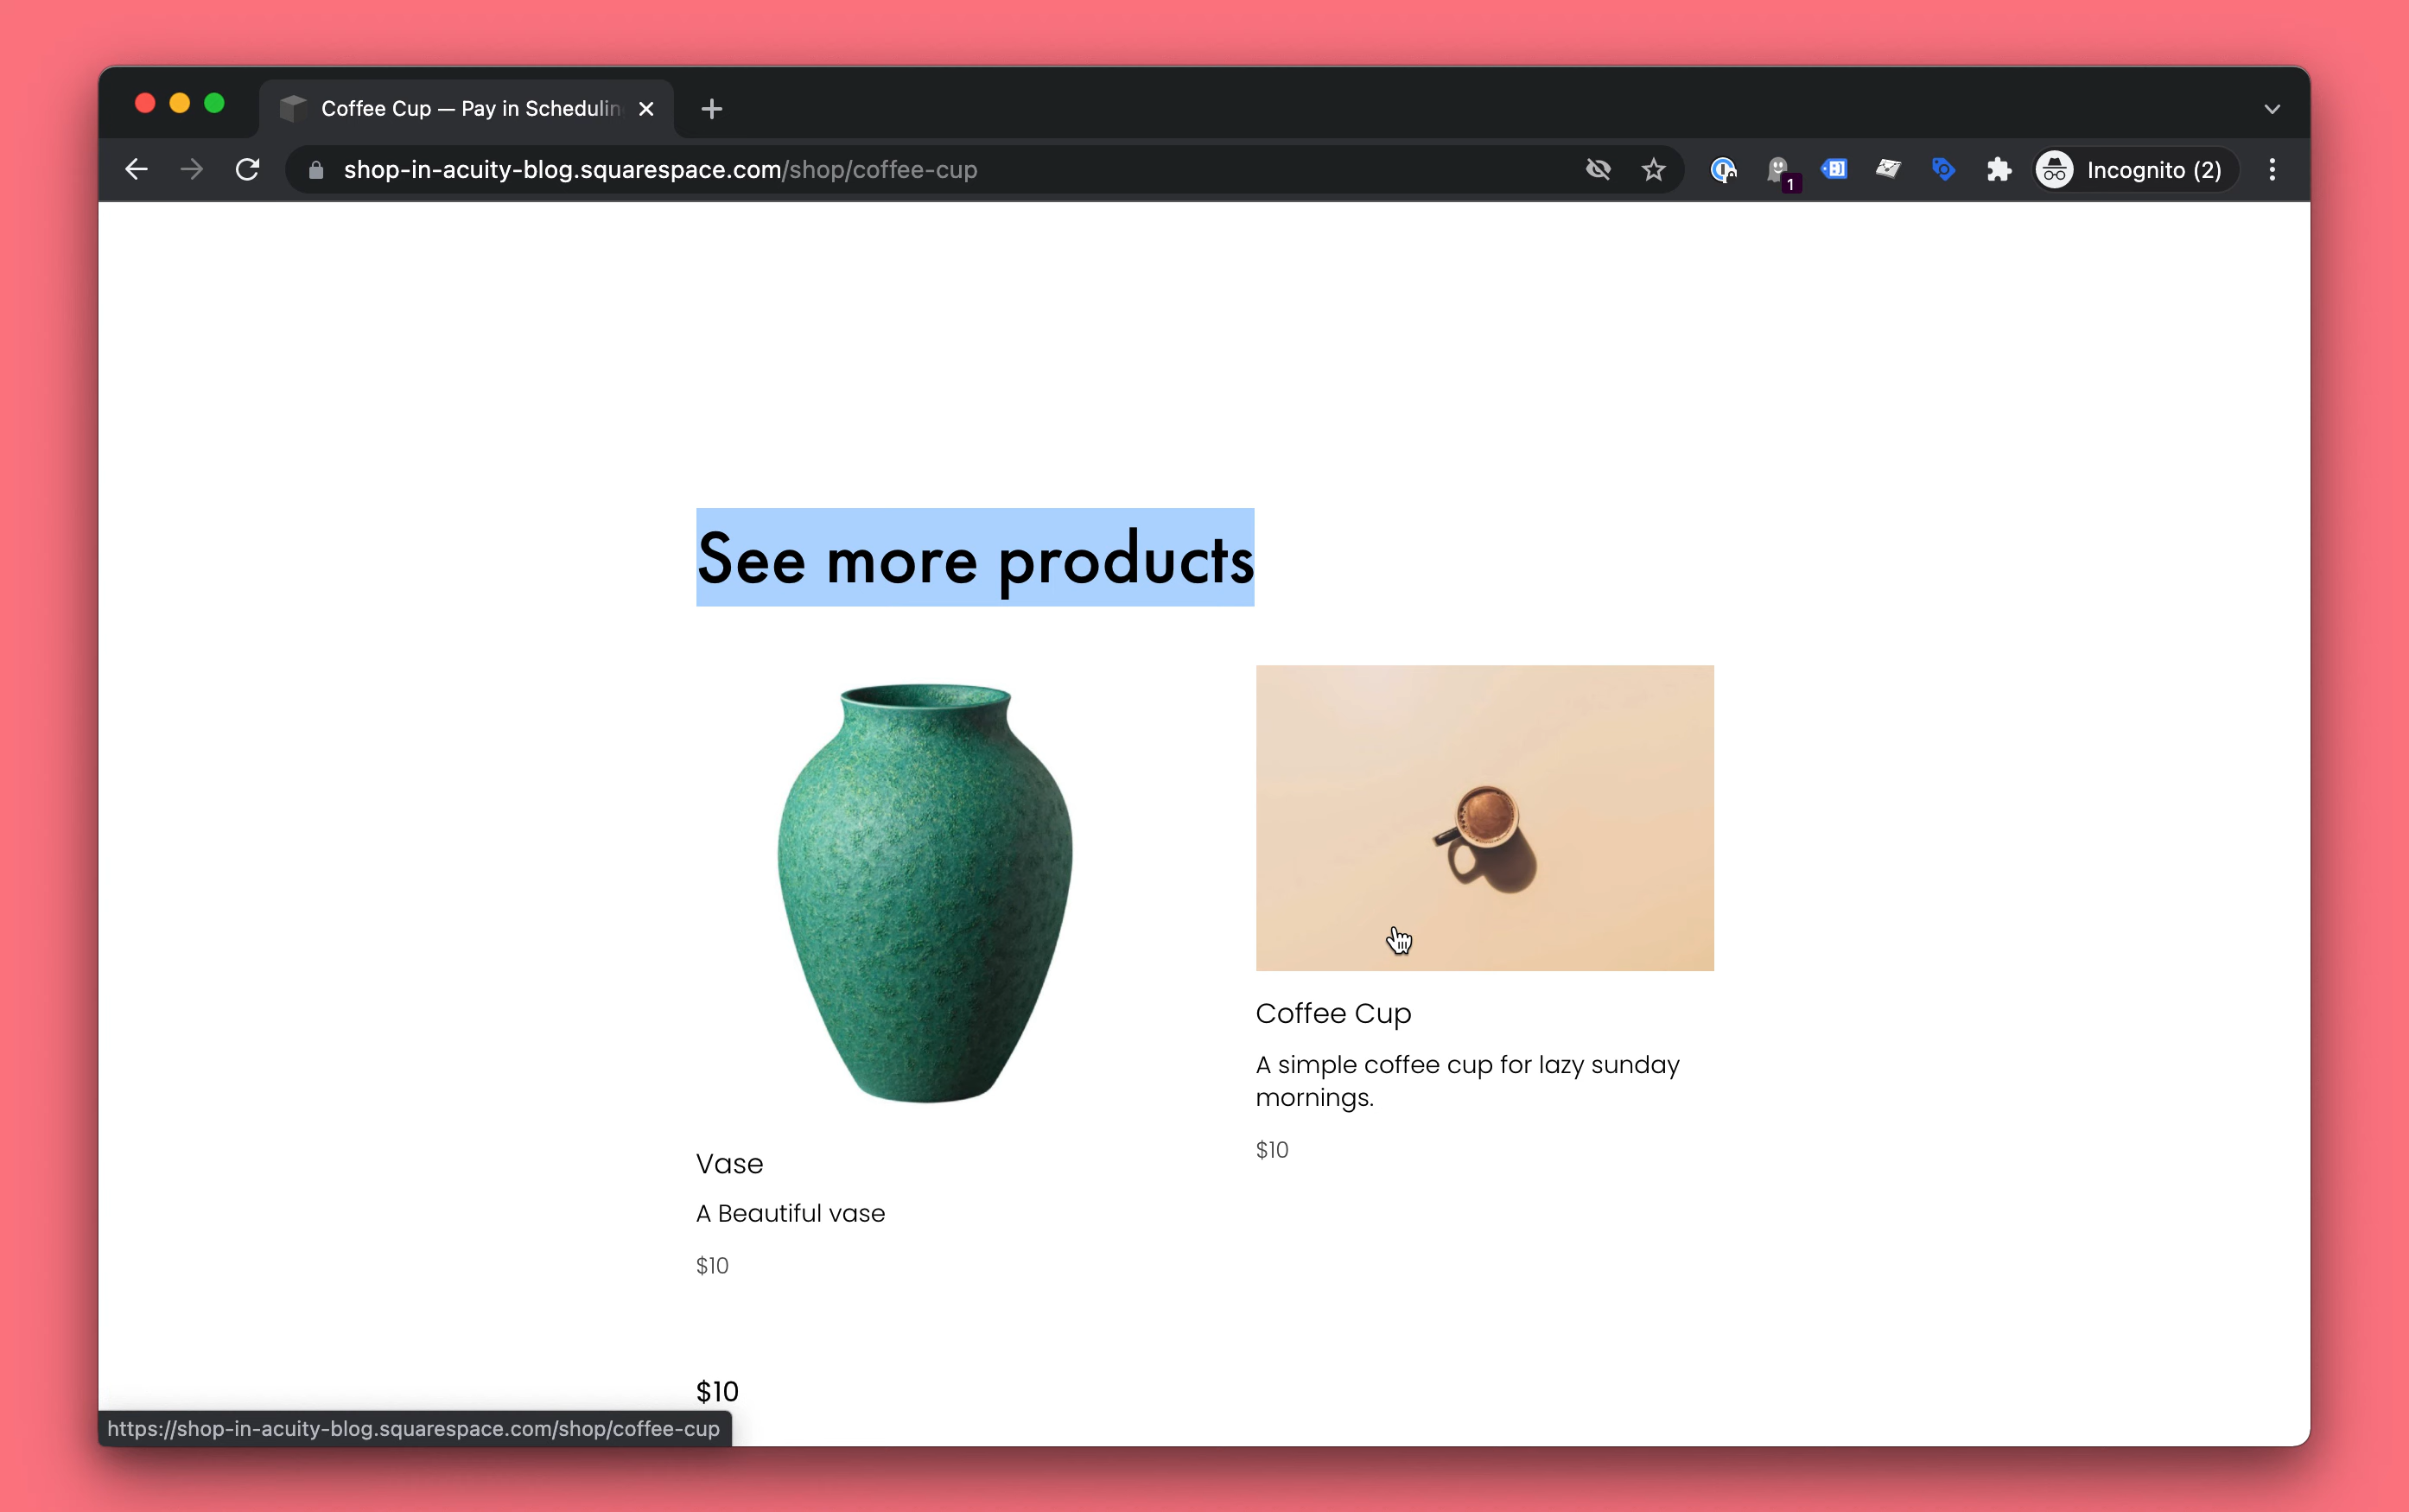 Coffee Cup — Pay in Scheduling
shop-in-acuity-blog.squarespace.com/shop/coffee-cup
1
Incognito (2)
See more products
Coffee Cup
A simple coffee cup for lazy sunday
mornings.
$10
Vase
A Beautiful vase
$10
$10
https://shop-in-acuity-blog.squarespace.com/shop/coffee-cup